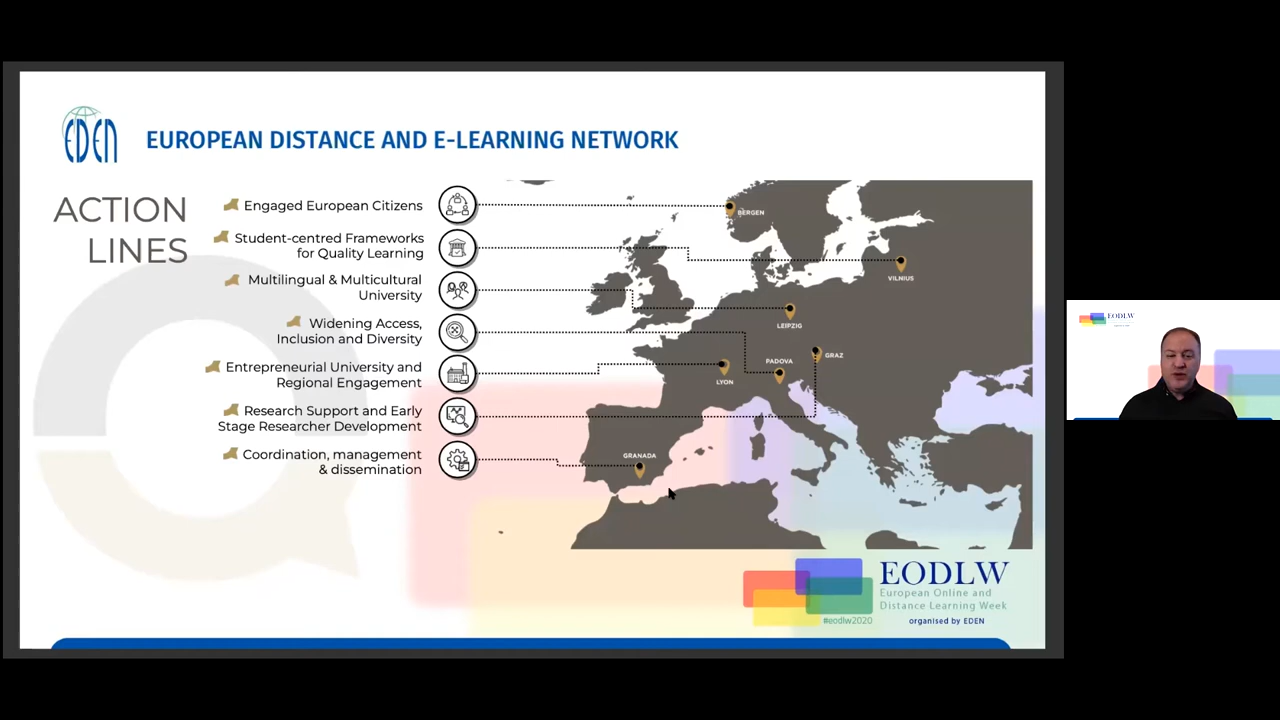 EDEN
EUROPEAN DISTANCE AND E-LEARNING NETWORK
ACTION
LINES
Engaged European Citizens
Student-centred Frameworks
for Quality Learning
Multilingual & Multicultural
University
Widening Access,
Inclusion and Diversity
Entrepreneurial University and
Regional Engagement
Research Support and Early
Stage Researcher Development
Coordination, management
& dissemination
BERGEN
VILNIUS
LEIPZIG
GRAZ
PADOVA
LYON
GRANADA
EODLW
European Online and
Distance Learning Week
#eodlw2020
organised by EDEN
EODLW